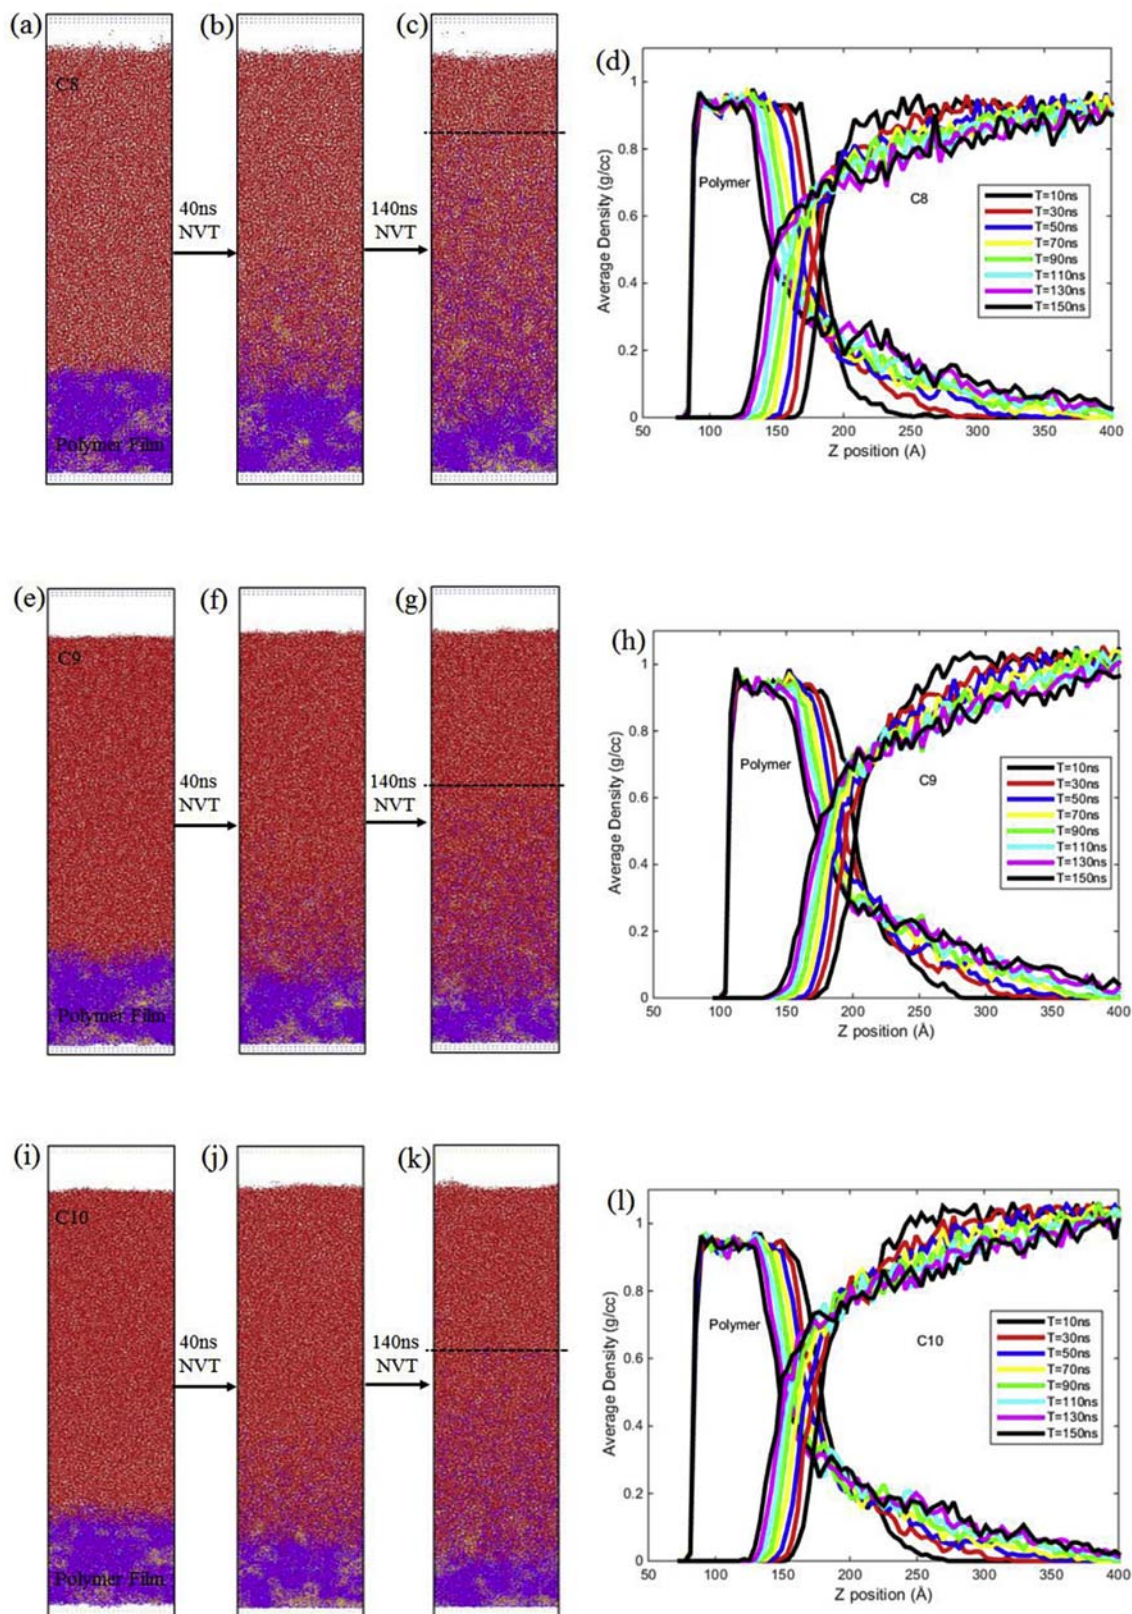 (a)
(b)
(c)
C8
Polymer Film
40ns
NVT
140ns
NVT
(d)
Average Density (g/cc)
1
0.8
0.6
0.4
0.2
0
Polymer
C8
T=10ns
T=30ns
T=50ns
T=70ns
T=90ns
T=110ns
T=130ns
T=150ns
50 100 150 200 250 300 350 400
Z position (A)
(e)
(f)
(g)
C9
Polymer Film
40ns
NVT
140ns
NVT
(h)
Average Density (g/cc)
1
0.8
0.6
0.4
0.2
0
Polymer
C9
T=10ns
T=30ns
T=50ns
T=70ns
T=90ns
T=110ns
T=130ns
T=150ns
50 100 150 200 250 300 350 400
Z position (Å)
(i)
(j)
(k)
C10
Polymer Film
40ns
NVT
140ns
NVT
(l)
Average Density (g/cc)
1
0.8
0.6
0.4
0.2
0
Polymer
C10
T=10ns
T=30ns
T=50ns
T=70ns
T=90ns
T=110ns
T=130ns
T=150ns
50 100 150 200 250 300 350 400
Z position (Å)